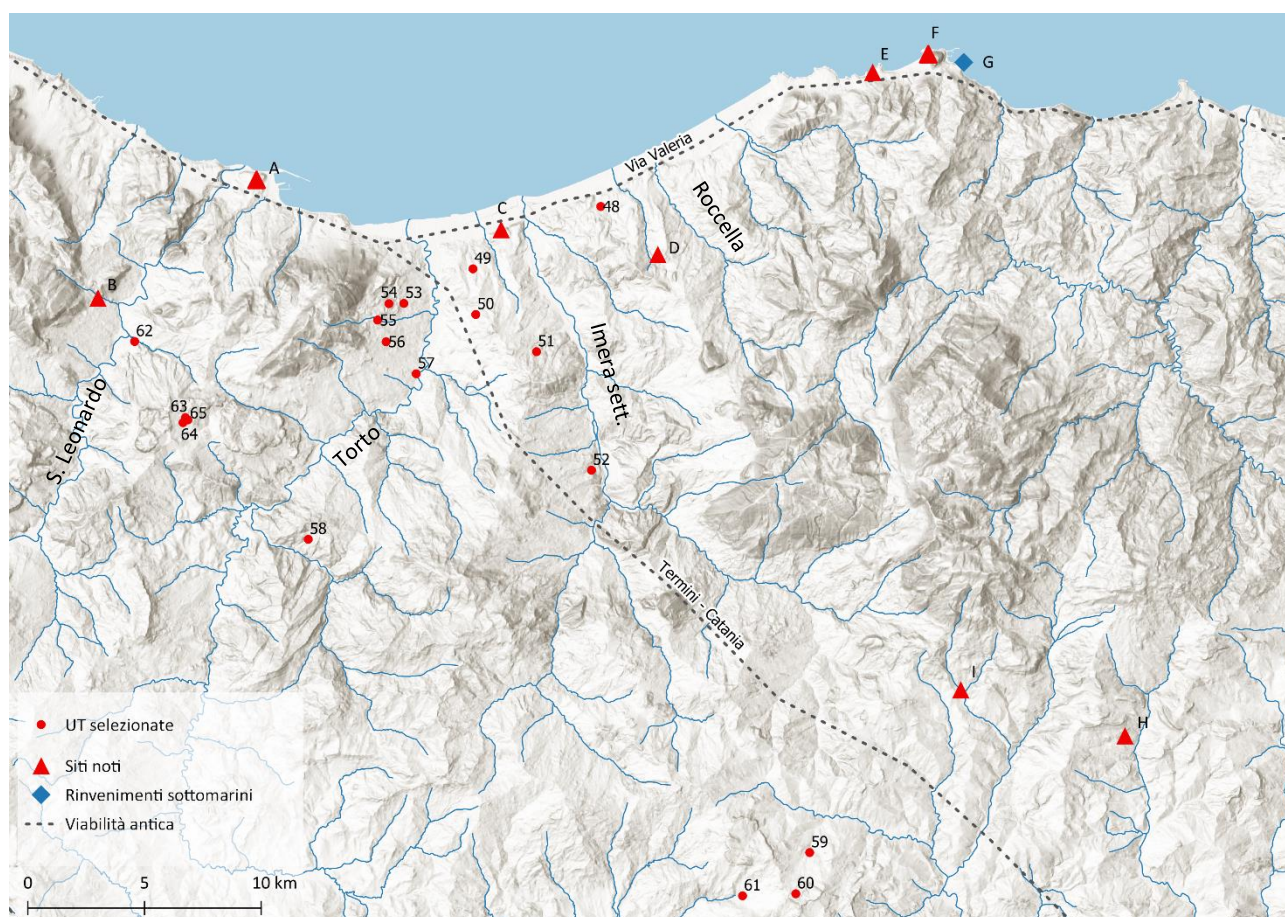 F
E
G
A
Via Valeria
Roccella
48
C
D
49
B
54
53
50
55
62
56
51
Imera sett.
57
63
65
64
S. Leonardo
Torto
52
58
Termini - Catania
I
H
UT selezionate
Siti noti
Rinvenimenti sottomarini
Viabilità antica
59
60
61
0
5
10 km